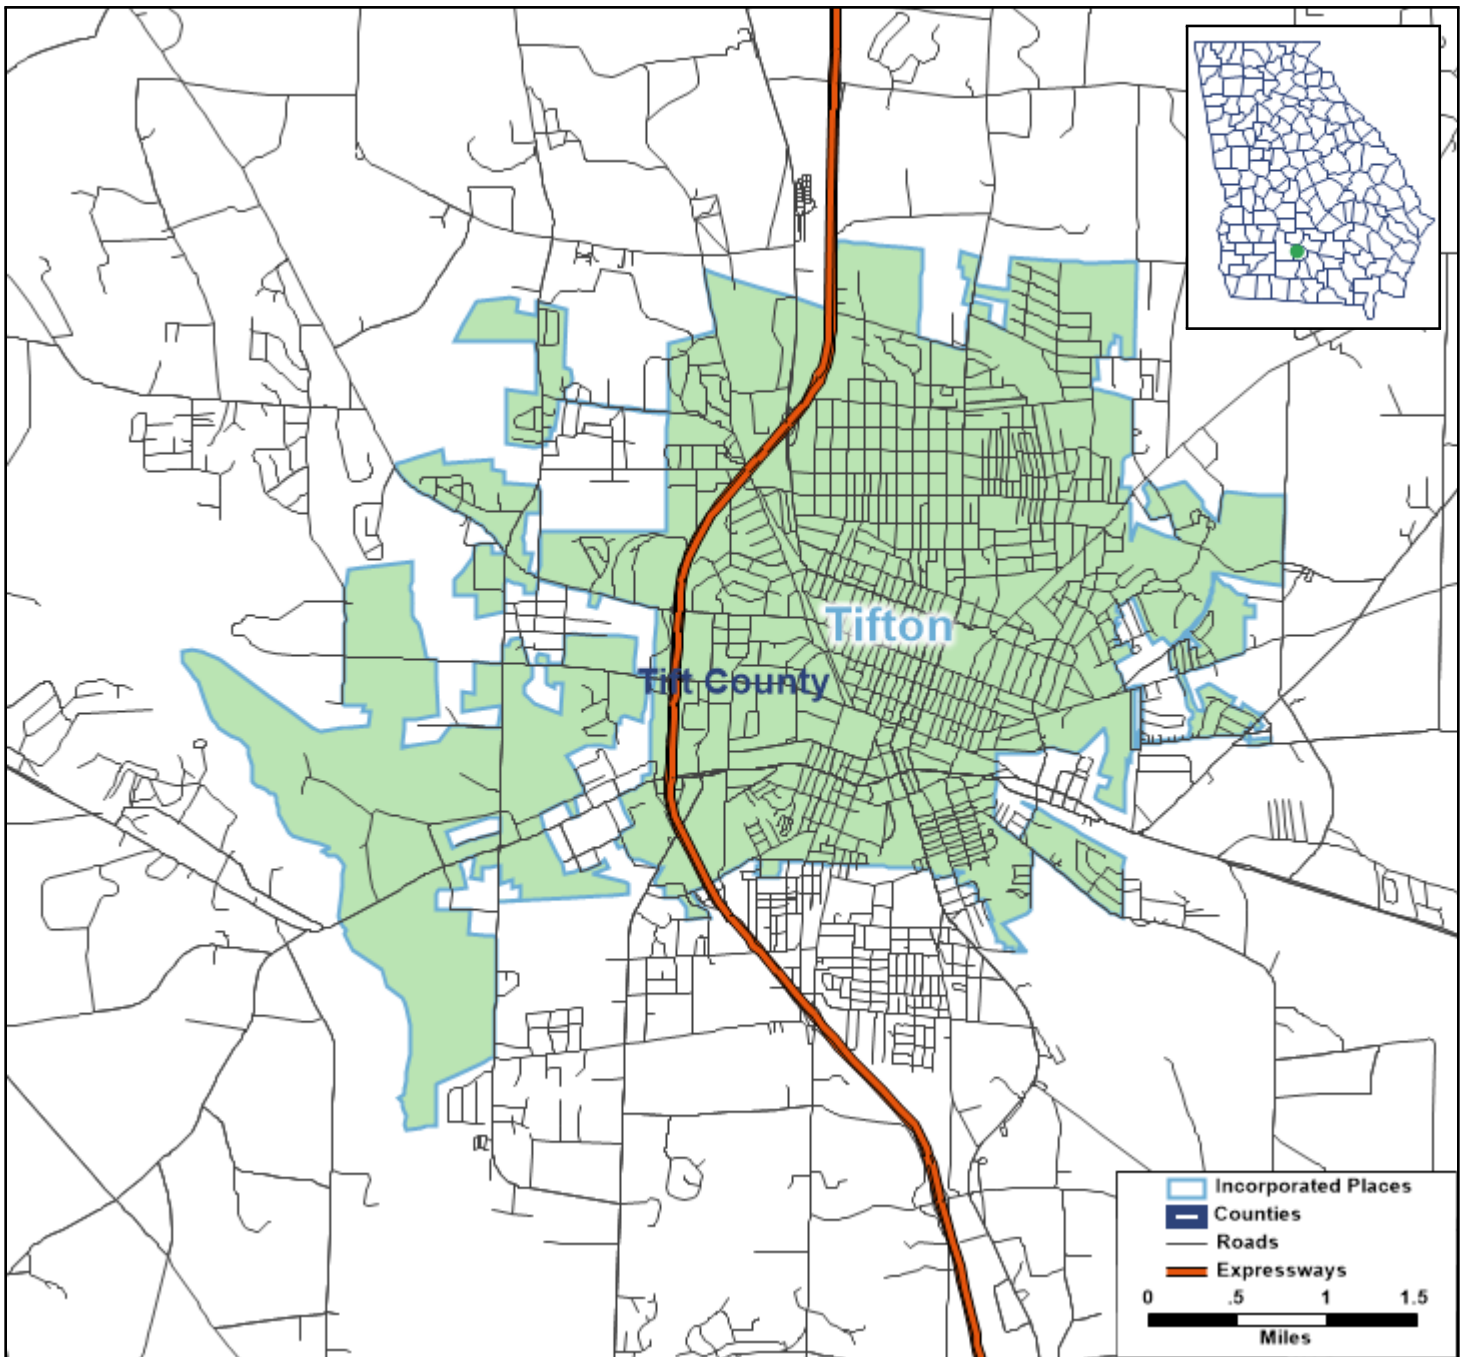 Tifton
Tift County
Incorporated Places
Counties
Roads
Expressways
0 .5 1 1.5
Miles